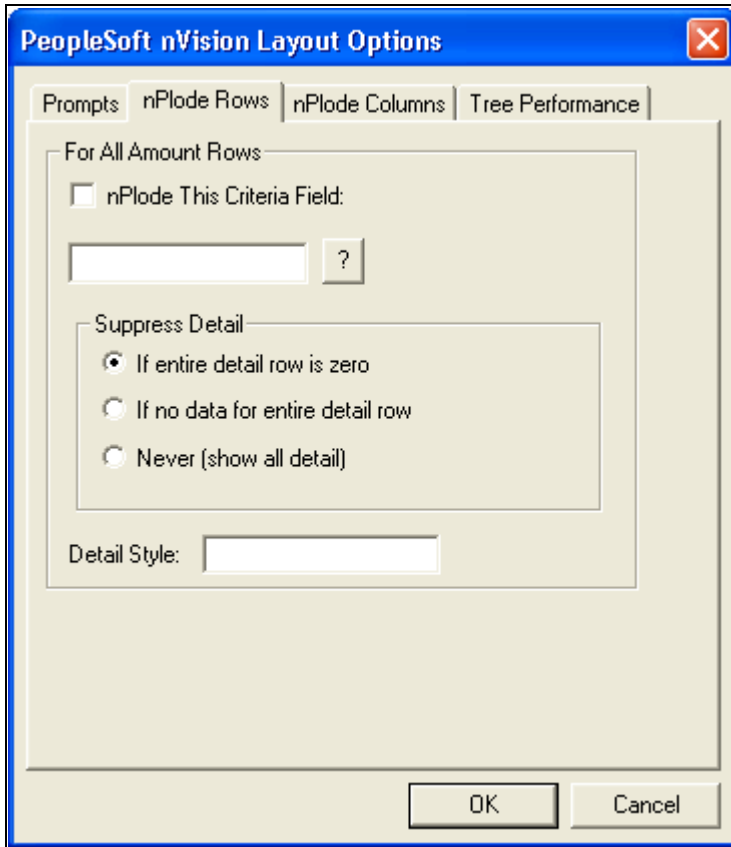 PeopleSoft nVision Layout Options
Prompts nPlode Rows nPlode Columns Tree Performance
For All Amount Rows
nPlode This Criteria Field:
?
Suppress Detail
If entire detail row is zero
If no data for entire detail row
Never (show all detail)
Detail Style:
OK Cancel